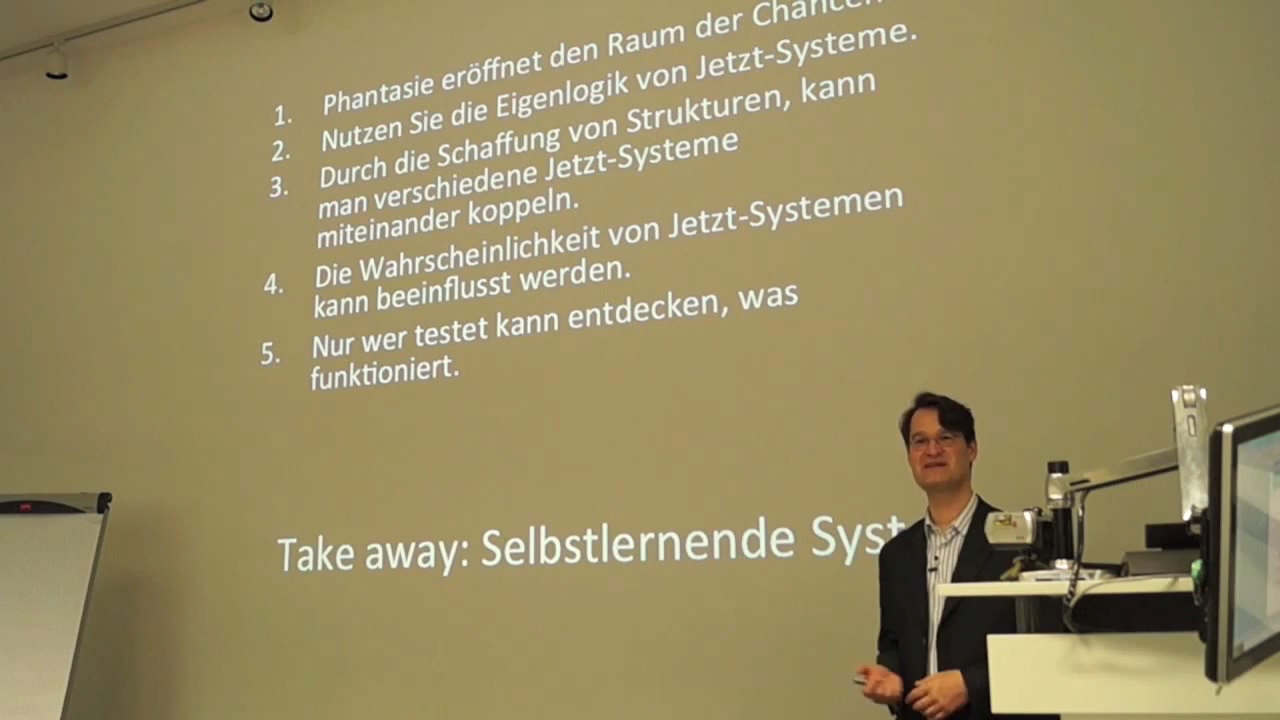 1. Phantasie eröffnet den Raum der Chancen
2. Nutzen Sie die Eigenlogik von Jetzt-Systeme.
3. Durch die Schaffung von Strukturen, kann
man verschiedene Jetzt-Systeme
miteinander koppeln.
4. Die Wahrscheinlichkeit von Jetzt-Systemen
kann beeinflusst werden.
5. Nur wer testet kann entdecken, was
funktioniert.
Take away: Selbstlernende Syst